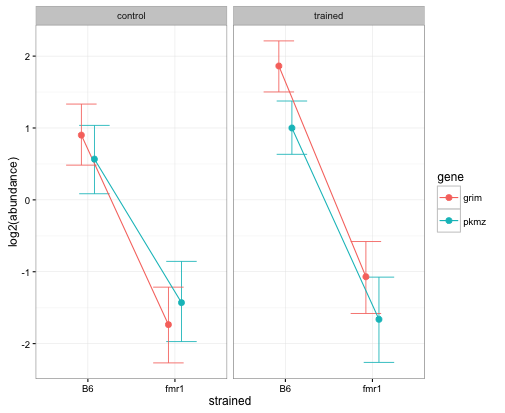 control trained
log2(abundance)
2
1
0
-1
-2
B6 fmr1 B6 fmr1
strained
gene
grim
pkmz